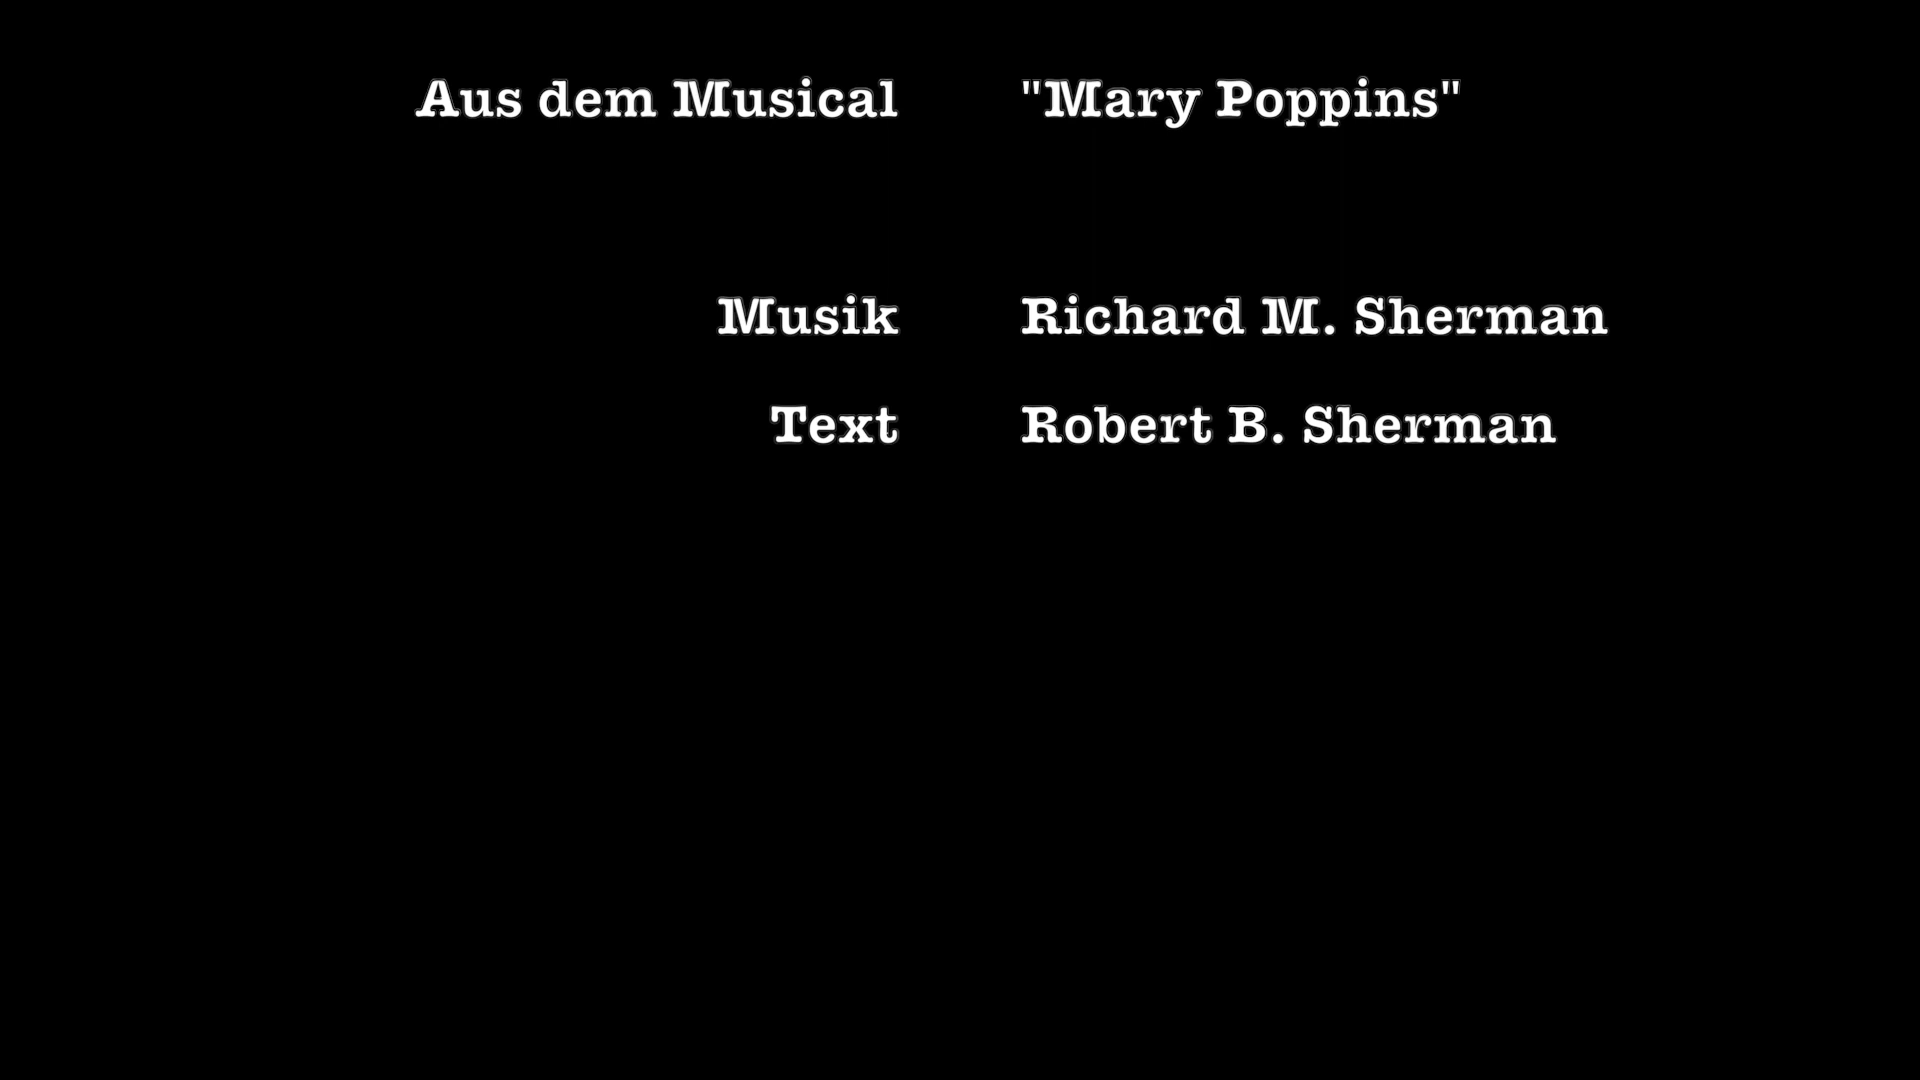 Aus dem Musical "Mary Poppins"
Musik Richard M. Sherman
Text Robert B. Sherman